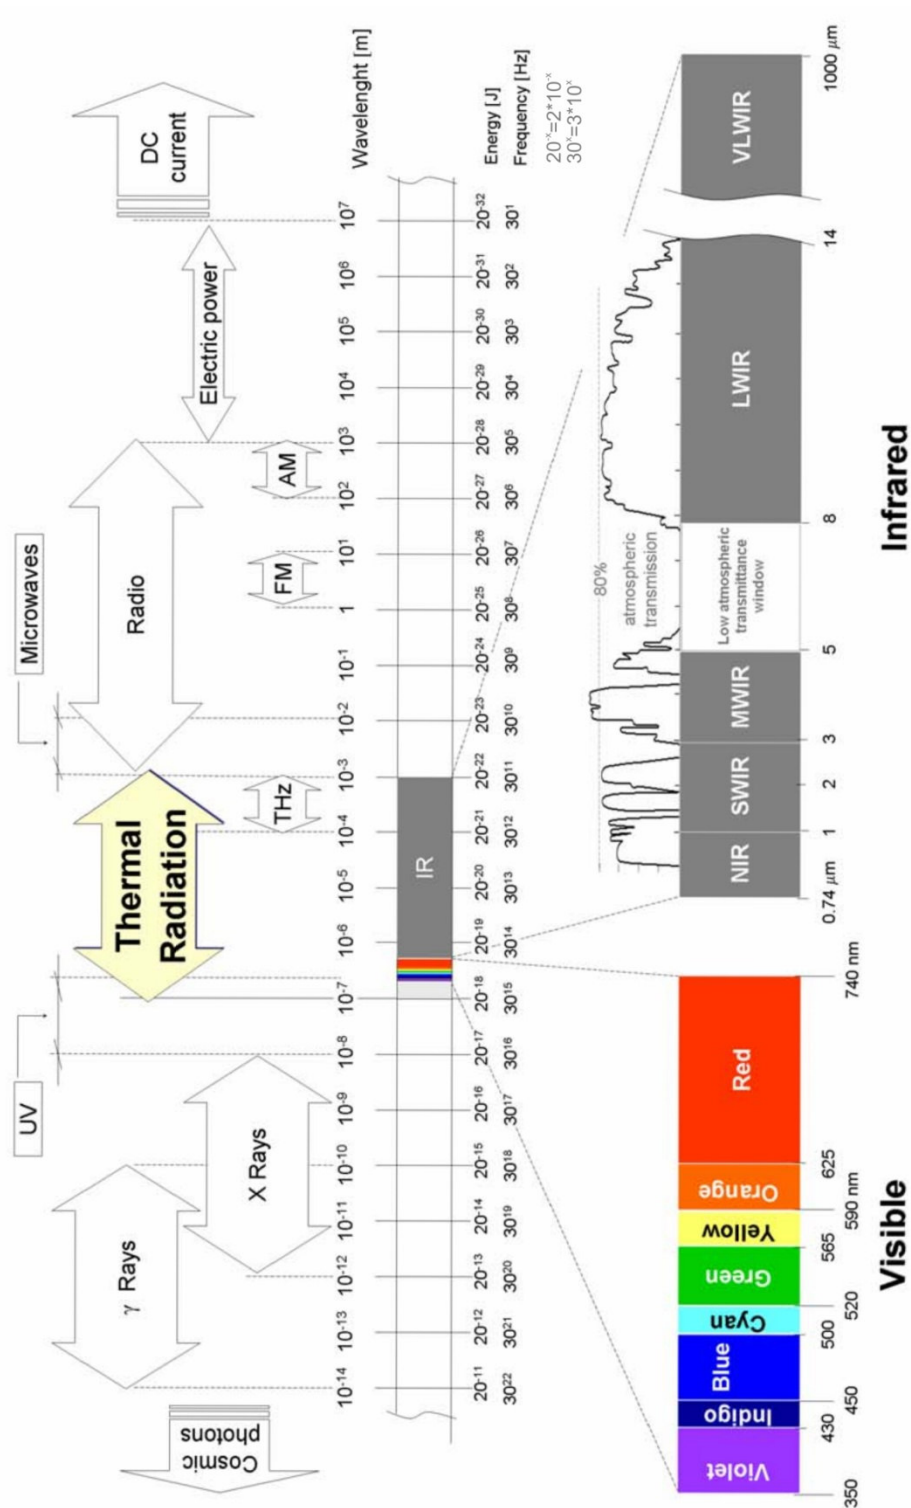 Cosmic
photons
γ Rays
X Rays
UV
Thermal
Radiation
THz
Microwaves
Radio
FM
AM
Electric power
DC
current
10-14
10-13
10-12
10-11
10-10
10-9
10-8
10-7
10-6
10-5
10-4
10-3
10-2
10-1
1
10¹
10²
10³
10⁴
10⁵
10⁶
10⁷
Wavelenght [m]
IR
20-11
20-12
20-13
20-14
20-15
20-16
20-17
20-18
20-19
20-20
20-21
20-22
20-23
20-24
20-25
20-26
20-27
20-28
20-29
20-30
20-31
20-32
Energy [J]
30²²
30²¹
30²⁰
30¹⁹
30¹⁸
30¹⁷
30¹⁶
30¹⁵
30¹⁴
30¹³
30¹²
30¹¹
30¹⁰
30⁹
30⁸
30⁷
30⁶
30⁵
30⁴
30³
30²
30¹
Frequency [Hz]
20-x=2*10-x
30x=3*10x
80%
atmospheric
transmission
Violet
Indigo
Blue
Cyan
Green
Yellow
Orange
Red
350
430
450
500
520
565
590 nm
625
740 nm
Visible
NIR
SWIR
MWIR
Low atmospheric
transmittance
window
LWIR
VLWIR
0.74 μm
1
2
3
5
8
14
1000 μm
Infrared